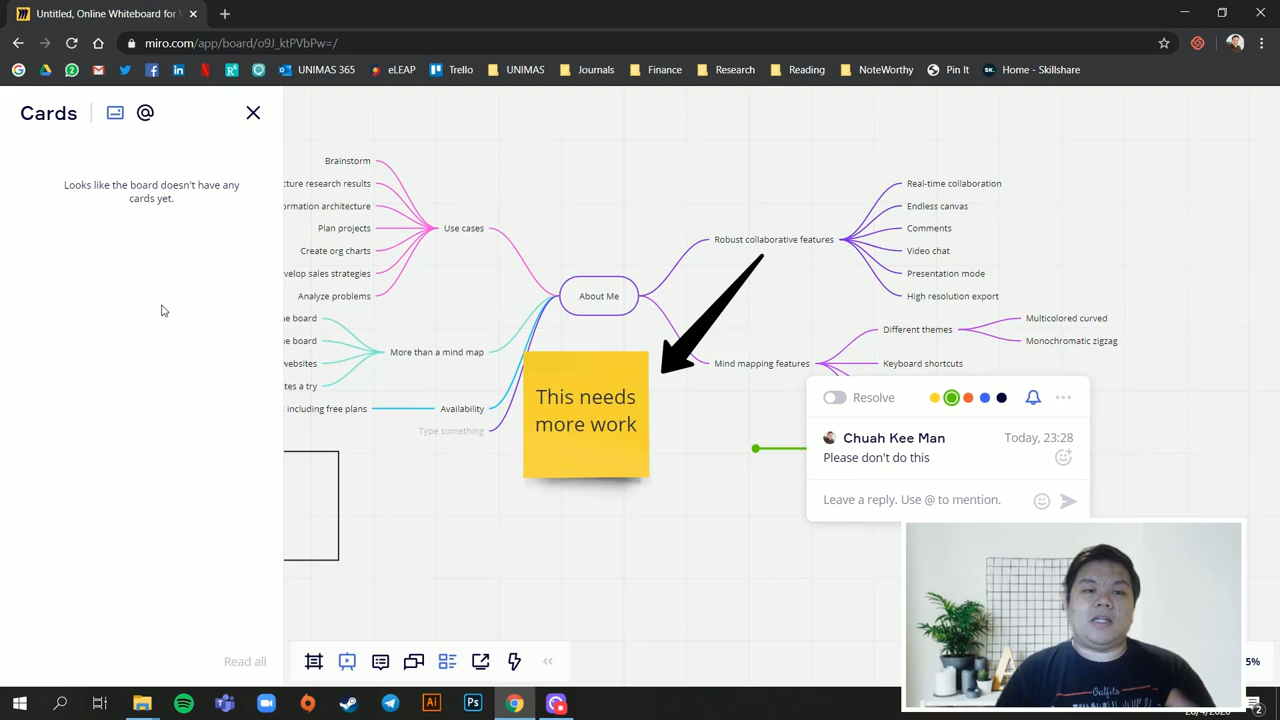 Untitled, Online Whiteboard for
miro.com/app/board/o9J_ktPVbPw=/
UNIMAS 365
eLEAP
Trello
UNIMAS
Journals
Finance
Research
Reading
NoteWorthy
Pin It
Home - Skillshare
Cards
Looks like the board doesn't have any
cards yet.
Read all
Brainstorm
research results
architecture
Plan projects
Create org charts
sales strategies
Analyze problems
Use cases
board
board
websites
a try
More than a mind map
including free plans
Availability
Type something
About Me
Robust collaborative features
Real-time collaboration
Endless canvas
Comments
Video chat
Presentation mode
High resolution export
Mind mapping features
Different themes
Multicolored curved
Monochromatic zigzag
Keyboard shortcuts
This needs
more work
Resolve
Chuah Kee Man
Today, 23:28
Please don't do this
Leave a reply. Use @ to mention.
5%
Outfits
Ai
Ps
2